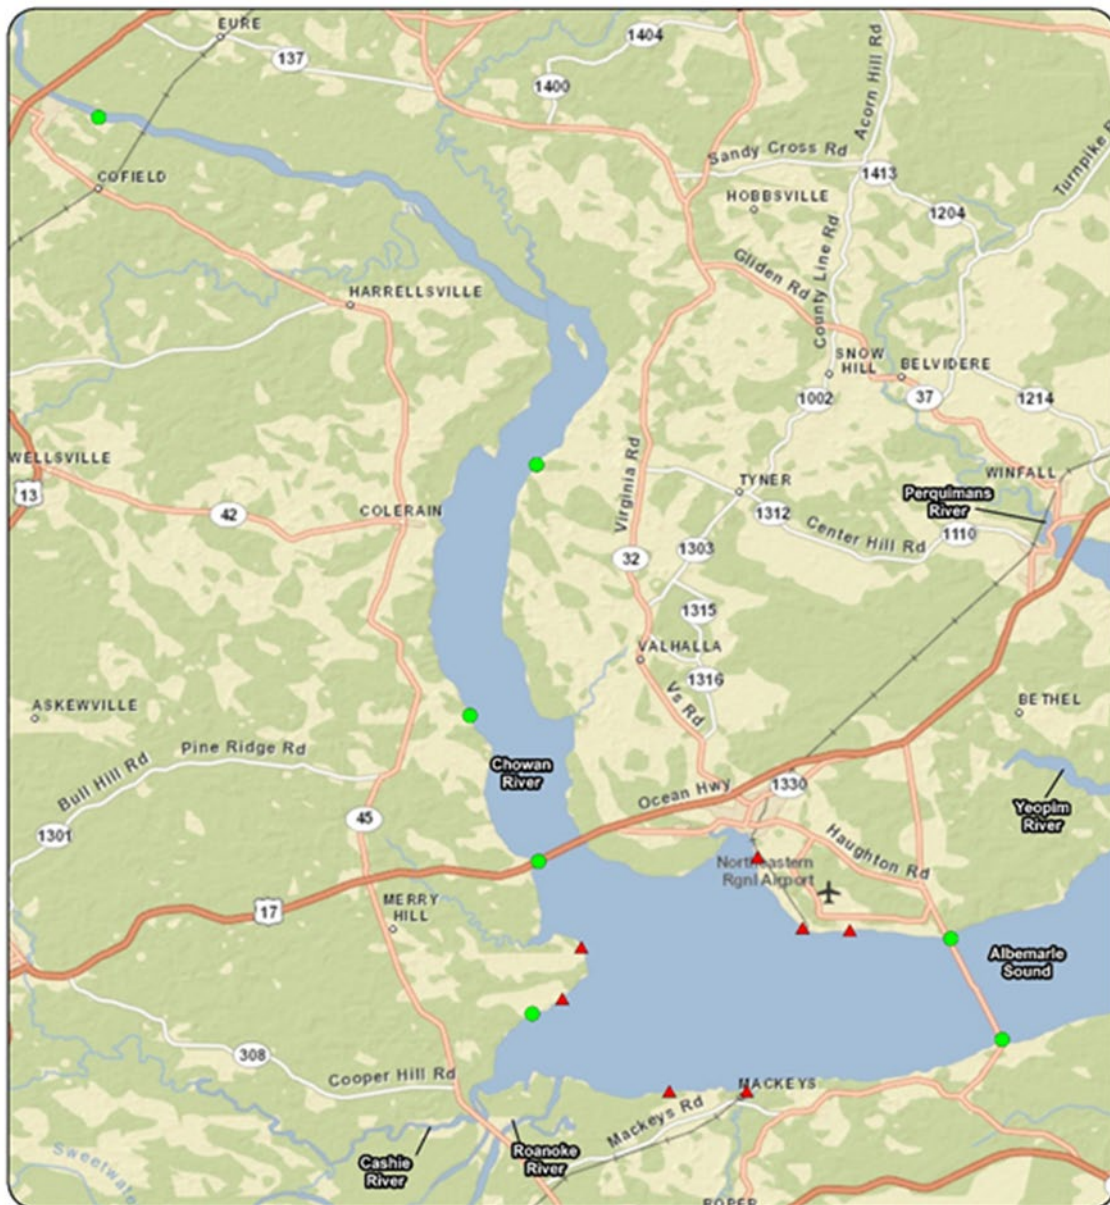 EURE
1404
137
1400
Acorn Hill Rd
Sandy Cross Rd
1413
Turnpike
COFIELD
HOBBSVILLE
1204
County Line Rd
Gliden Rd
HARRELLSVILLE
SNOW
HILL
BELVIDERE
1002
37
1214
WELLSVILLE
Virginia Rd
WINFALL
13
TYNER
Perquimans
River
42
COLERAIN
1312
Center Hill Rd
1110
32
1303
1315
VALHALLA
1316
Vs Rd
ASKEWVILLE
BETHEL
Pine Ridge Rd
Bull Hill Rd
Chowan
River
Ocean Hwy
1330
Yeopim
River
1301
45
Haughton Rd
Northeastern
Rgnl Airport
17
MERRY
HILL
Albemarle
Sound
308
Cooper Hill Rd
MACKEYS
Mackeys Rd
Cashie
River
Roanoke
River
Sweetwate
ROPER